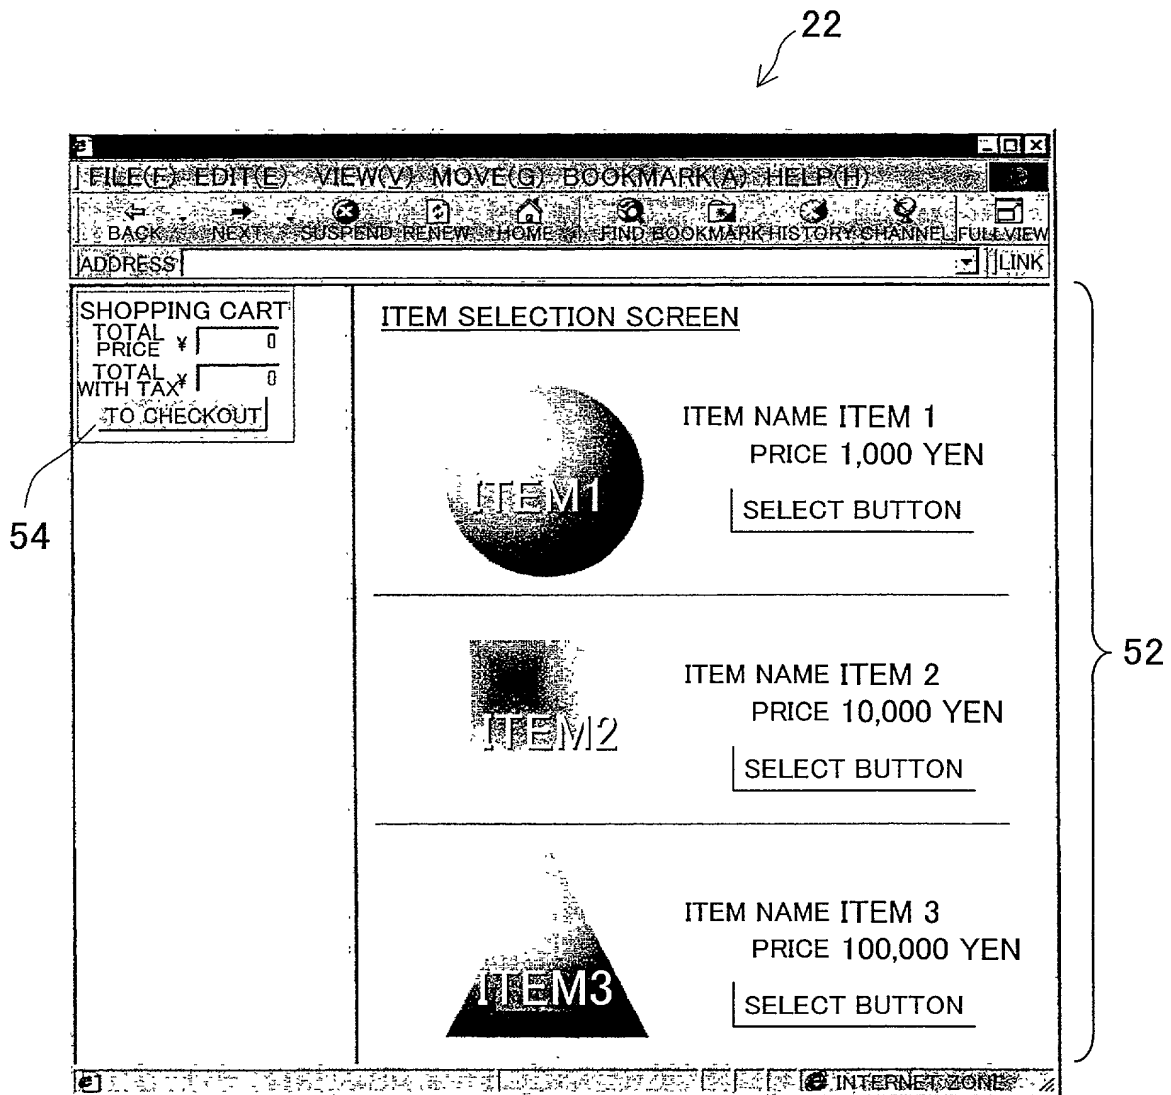 22
FILE(F) EDIT(E) VIEW(V) MOVE(G) BOOKMARK(A) HELP(H)
BACK NEXT SUSPEND RENEW HOME FIND BOOKMARK HISTORY CHANNEL FULLVIEW
ADDRESS LINK
SHOPPING CART
TOTAL PRICE ¥ 0
TOTAL WITH TAX ¥ 0
TO CHECKOUT
54
ITEM SELECTION SCREEN
ITEM1
ITEM NAME ITEM 1
PRICE 1,000 YEN
SELECT BUTTON
52
ITEM2
ITEM NAME ITEM 2
PRICE 10,000 YEN
SELECT BUTTON
ITEM3
ITEM NAME ITEM 3
PRICE 100,000 YEN
SELECT BUTTON
INTERNET ZONE